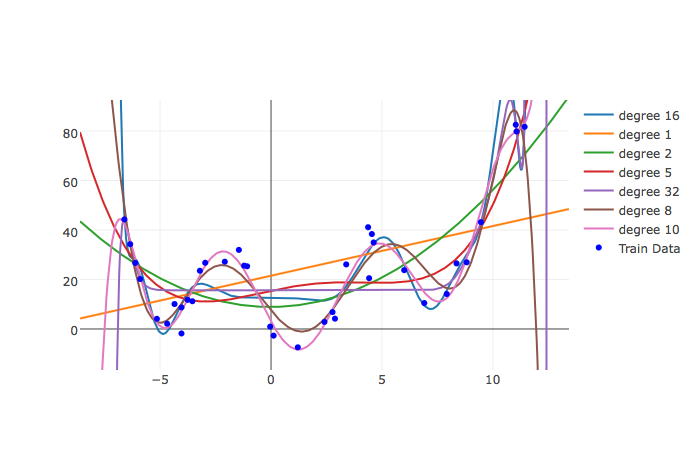 80
60
40
20
0
−5
0
5
10
degree 16
degree 1
degree 2
degree 5
degree 32
degree 8
degree 10
Train Data